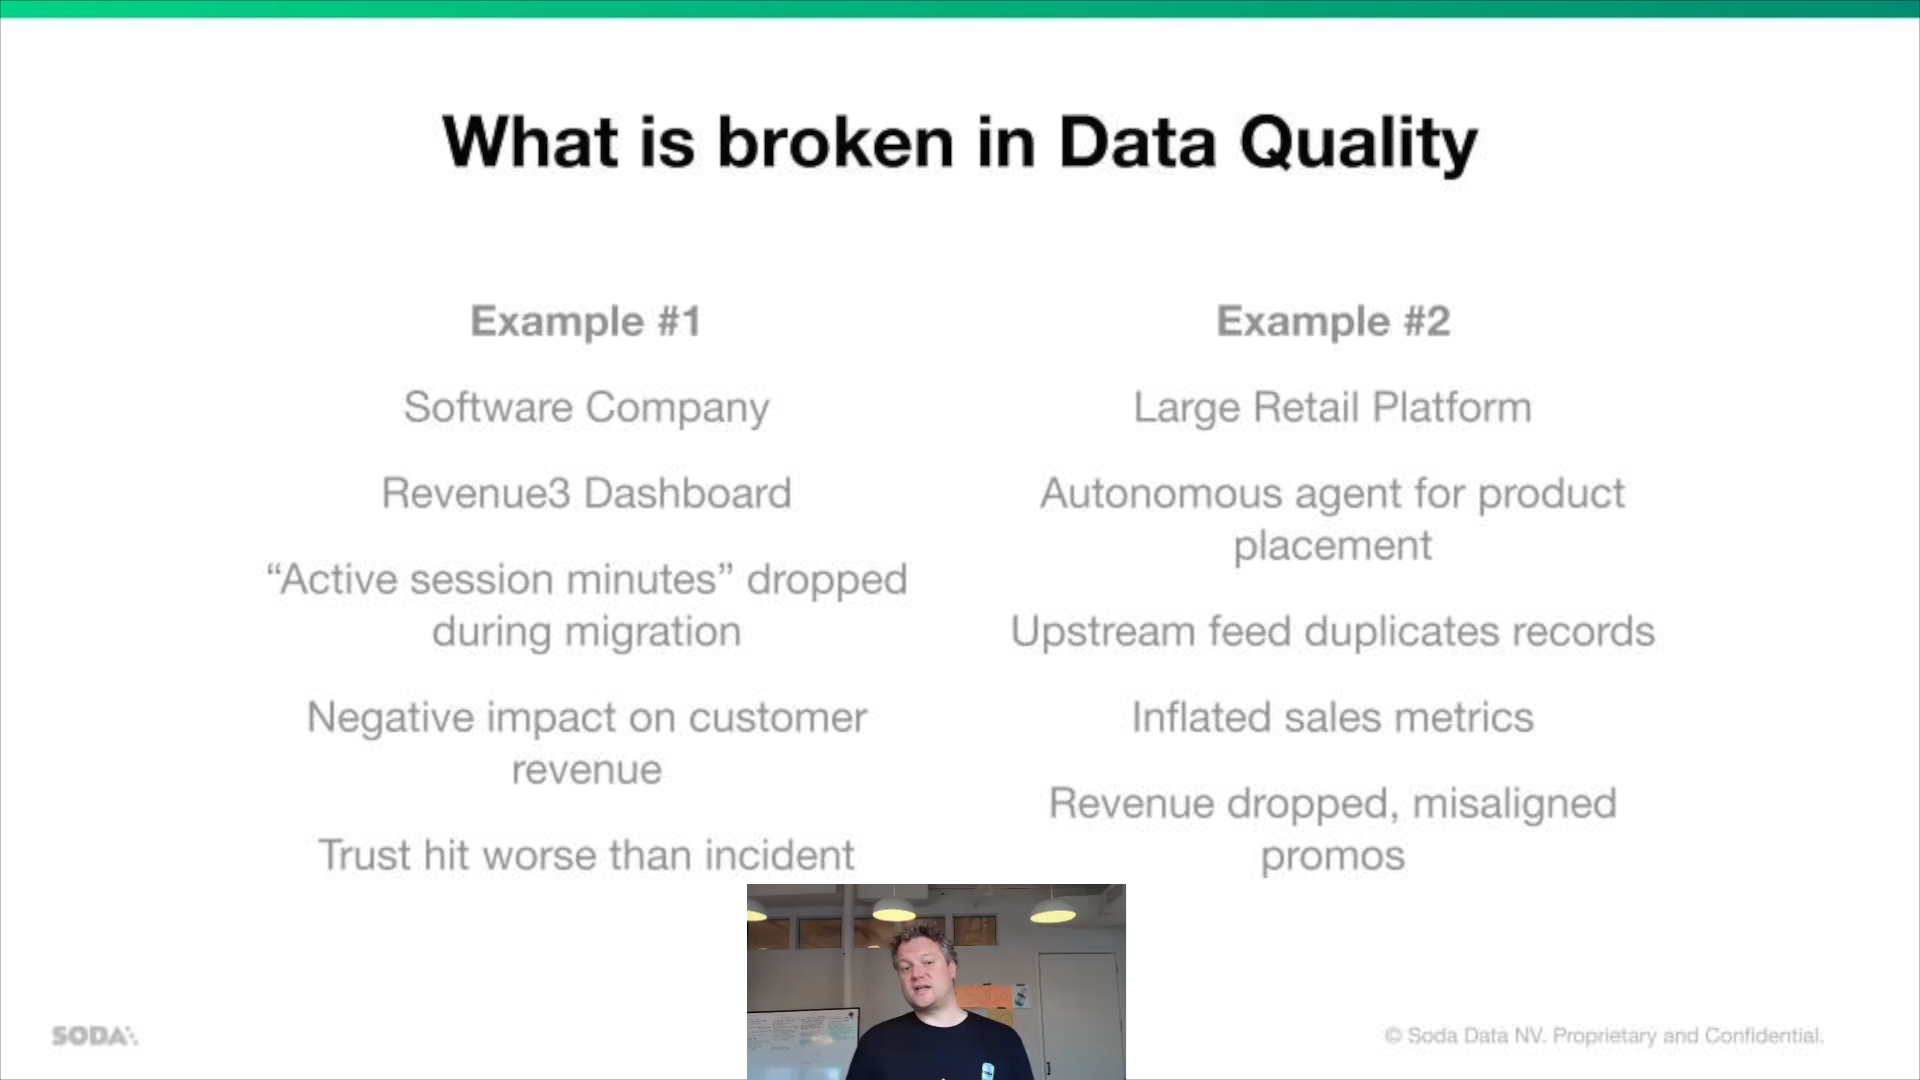 What is broken in Data Quality
Example #1
Software Company
Revenue3 Dashboard
“Active session minutes” dropped
during migration
Negative impact on customer
revenue
Trust hit worse than incident
Example #2
Large Retail Platform
Autonomous agent for product
placement
Upstream feed duplicates records
Inflated sales metrics
Revenue dropped, misaligned
promos
SODA
© Soda Data NV. Proprietary and Confidential.